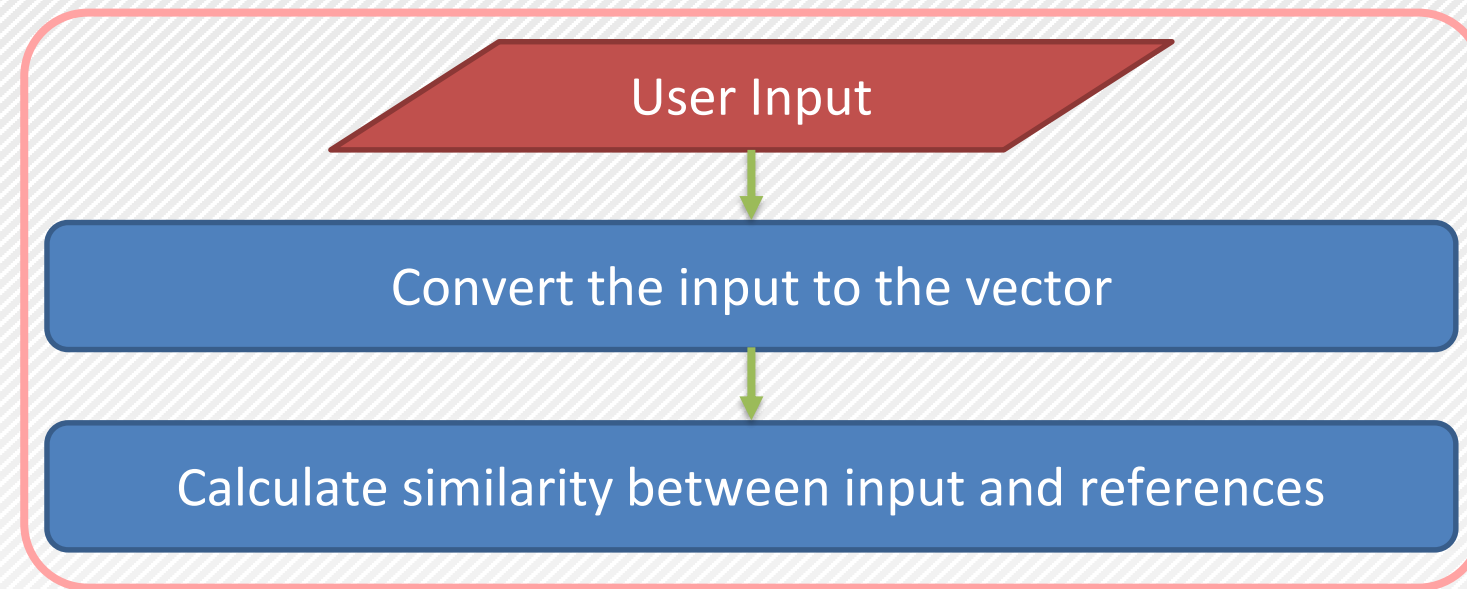 User Input
Convert the input to the vector
Calculate similarity between input and references